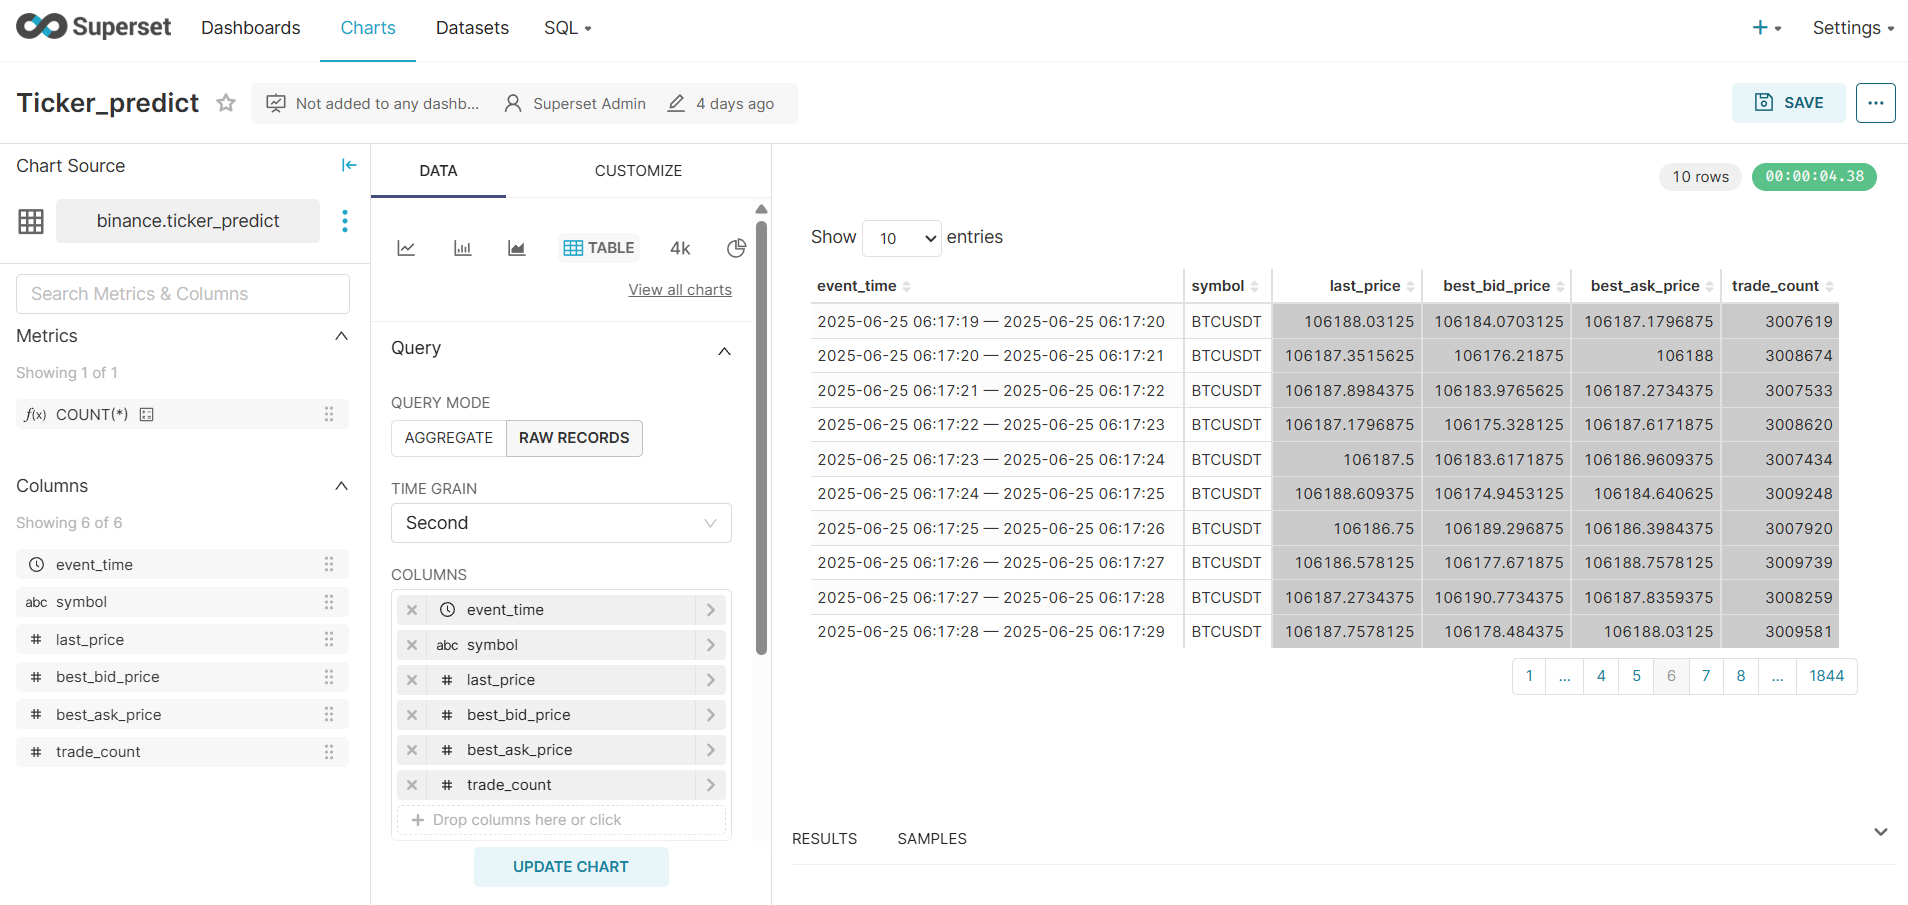 Superset Dashboards Charts Datasets SQL + Settings
Ticker_predict Not added to any dashb... Superset Admin 4 days ago SAVE ...
Chart Source
binance.ticker_predict
Search Metrics & Columns
Metrics
Showing 1 of 1
f(x) COUNT(*)
Columns
Showing 6 of 6
event_time
abc symbol
# last_price
# best_bid_price
# best_ask_price
# trade_count
DATA CUSTOMIZE
TABLE 4k
View all charts
Query
QUERY MODE
AGGREGATE RAW RECORDS
TIME GRAIN
Second
COLUMNS
event_time
abc symbol
# last_price
# best_bid_price
# best_ask_price
# trade_count
+ Drop columns here or click
UPDATE CHART
10 rows 00:00:04.38
Show 10 entries
event_time symbol last_price best_bid_price best_ask_price trade_count
2025-06-25 06:17:19 — 2025-06-25 06:17:20 BTCUSDT 106188.03125 106184.0703125 106187.1796875 3007619
2025-06-25 06:17:20 — 2025-06-25 06:17:21 BTCUSDT 106187.3515625 106176.21875 106188 3008674
2025-06-25 06:17:21 — 2025-06-25 06:17:22 BTCUSDT 106187.8984375 106183.9765625 106187.2734375 3007533
2025-06-25 06:17:22 — 2025-06-25 06:17:23 BTCUSDT 106187.1796875 106175.328125 106187.6171875 3008620
2025-06-25 06:17:23 — 2025-06-25 06:17:24 BTCUSDT 106187.5 106183.6171875 106186.9609375 3007434
2025-06-25 06:17:24 — 2025-06-25 06:17:25 BTCUSDT 106188.609375 106174.9453125 106184.640625 3009248
2025-06-25 06:17:25 — 2025-06-25 06:17:26 BTCUSDT 106186.75 106189.296875 106186.3984375 3007920
2025-06-25 06:17:26 — 2025-06-25 06:17:27 BTCUSDT 106186.578125 106177.671875 106188.7578125 3009739
2025-06-25 06:17:27 — 2025-06-25 06:17:28 BTCUSDT 106187.2734375 106190.7734375 106187.8359375 3008259
2025-06-25 06:17:28 — 2025-06-25 06:17:29 BTCUSDT 106187.7578125 106178.484375 106188.03125 3009581
1 ... 4 5 6 7 8 ... 1844
RESULTS SAMPLES